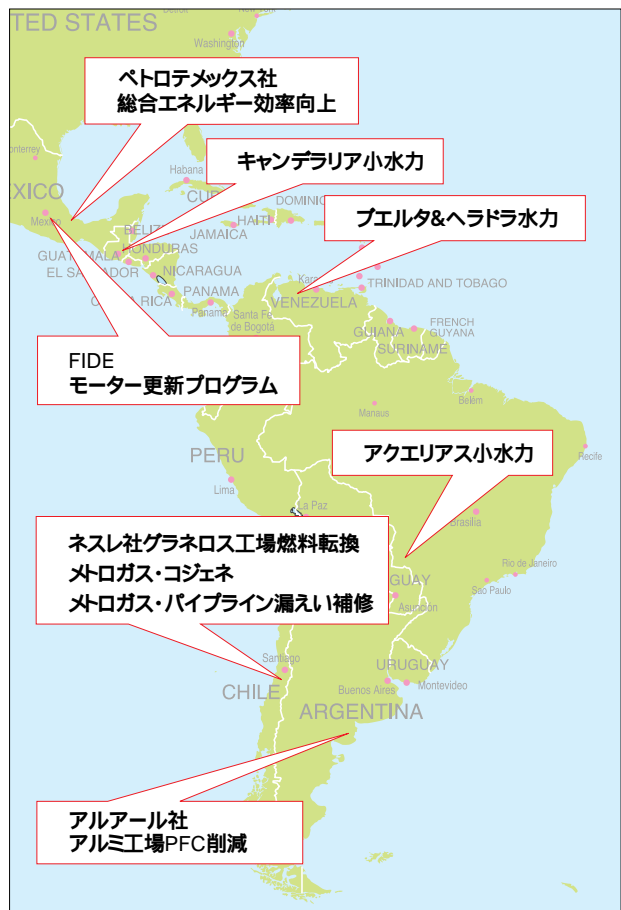 TED STATES
Washington
ペトロテメックス社
総合エネルギー効率向上
onterrey
Habana
キャンデラリア小水力
EXICO
CUB
DOMINIC
Mexico
BELIZE
JAMAICA
HAITI
ブエルタ&ヘラドラ水力
GUATEMALA
HONDURAS
EL SALVADOR
NICARAGUA
Kara
TRINIDAD AND TOBAGO
COSTA RICA
PANAMA
VENEZUELA
Panama
Santa Fe
de Bogotá
GUIANA
FRENCH
GUYANA
SURINAME
FIDE
モーター更新プログラム
Manaus
Belém
PERU
アクエリアス小水力
Recife
Lima
La Paz
Brasília
ネスレ社グラネロス工場燃料転換
メトロガス・コジェネ
メトロガス・パイプライン漏えい補修
GUAY
Asunción
Rio de Janeiro
Sao Paulo
Santiago
URUGUAY
CHILE
Buenos Aires
Montevideo
ARGENTINA
アルアール社
アルミ工場PFC削減